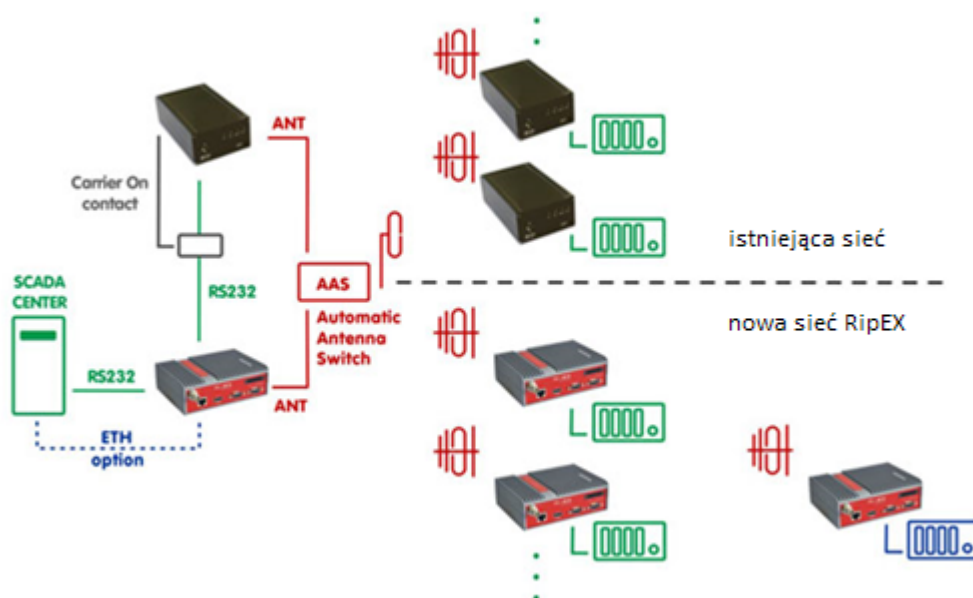 ANT
Carrier On
contact
istniejąca sieć
SCADA
CENTER
RS232
AAS
nowa sieć RipEX
Automatic
Antenna
Switch
RS232
ANT
ETH
option